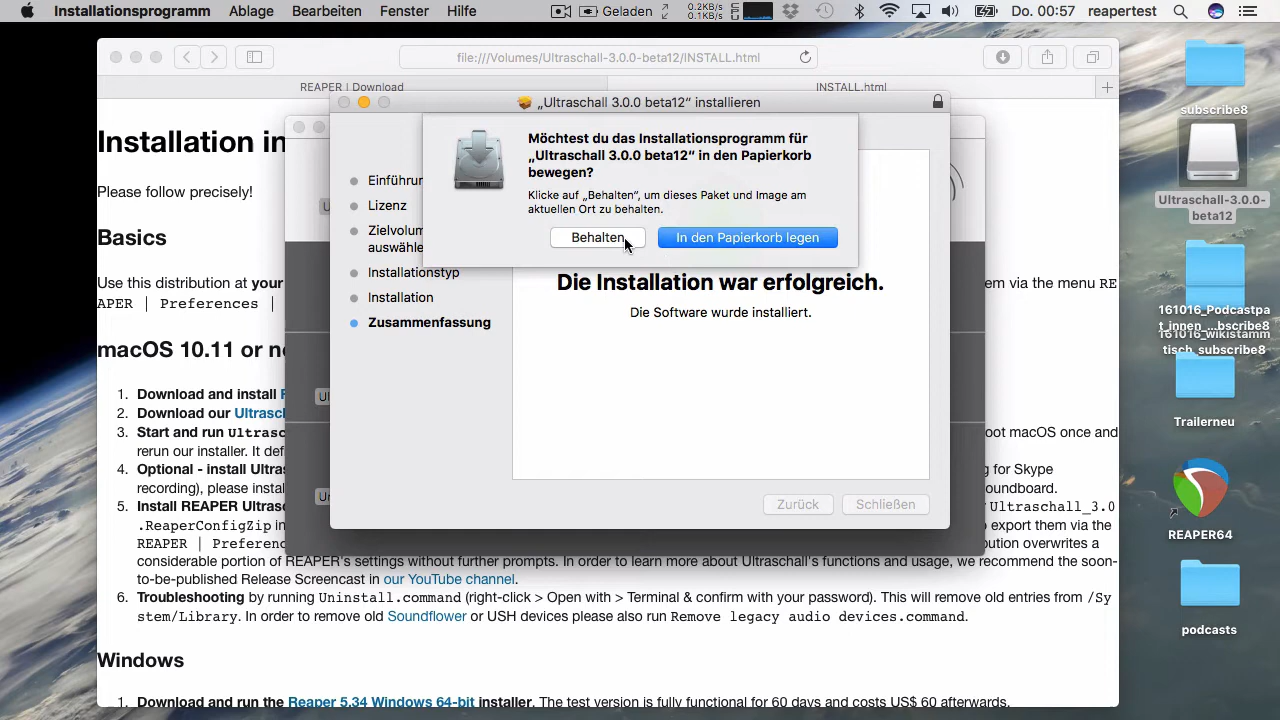 Installationsprogramm Ablage Bearbeiten Fenster Hilfe Geladen 0.2KB/s 0.1KB/s Do. 00:57 reapertest
file:///Volumes/Ultraschall-3.0.0-beta12/INSTALL.html
REAPER | Download INSTALL.html
„Ultraschall 3.0.0 beta12“ installieren
Möchtest du das Installationsprogramm für
„Ultraschall 3.0.0 beta12“ in den Papierkorb
bewegen?
Klicke auf „Behalten“, um dieses Paket und Image am
aktuellen Ort zu behalten.
Behalten In den Papierkorb legen
Einführun
Lizenz
Zielvolum
auswähle
Installationstyp
Installation
Zusammenfassung
Die Installation war erfolgreich.
Die Software wurde installiert.
Zurück Schließen
Installation in
Please follow precisely!
Basics
Use this distribution at your em via the menu RE
APER | Preferences |
macOS 10.11 or ne
1. Download and install
2. Download our Ultrasc
3. Start and run Ultrasc oot macOS once and
rerun our installer. It def
4. Optional - install Ultras g for Skype
recording), please instal oundboard.
5. Install REAPER Ultrasc Ultraschall_3.0
.ReaperConfigZip in o export them via the
REAPER | Preferenc bution overwrites a
considerable portion of REAPER's settings without further prompts. In order to learn more about Ultraschall's functions and usage, we recommend the soon-
to-be-published Release Screencast in our YouTube channel.
6. Troubleshooting by running Uninstall.command (right-click > Open with > Terminal & confirm with your password). This will remove old entries from /Sy
stem/Library. In order to remove old Soundflower or USH devices please also run Remove legacy audio devices.command.
Windows
1. Download and run the Reaper 5.34 Windows 64-bit installer. The test version is fully functional for 60 days and costs US$ 60 afterwards.
subscribe8
Ultraschall-3.0.0-
beta12
161016_Podcastpa
t_innen_...bscribe8
161016_wikistamm
tisch_subscribe8
Trailerneu
REAPER64
podcasts